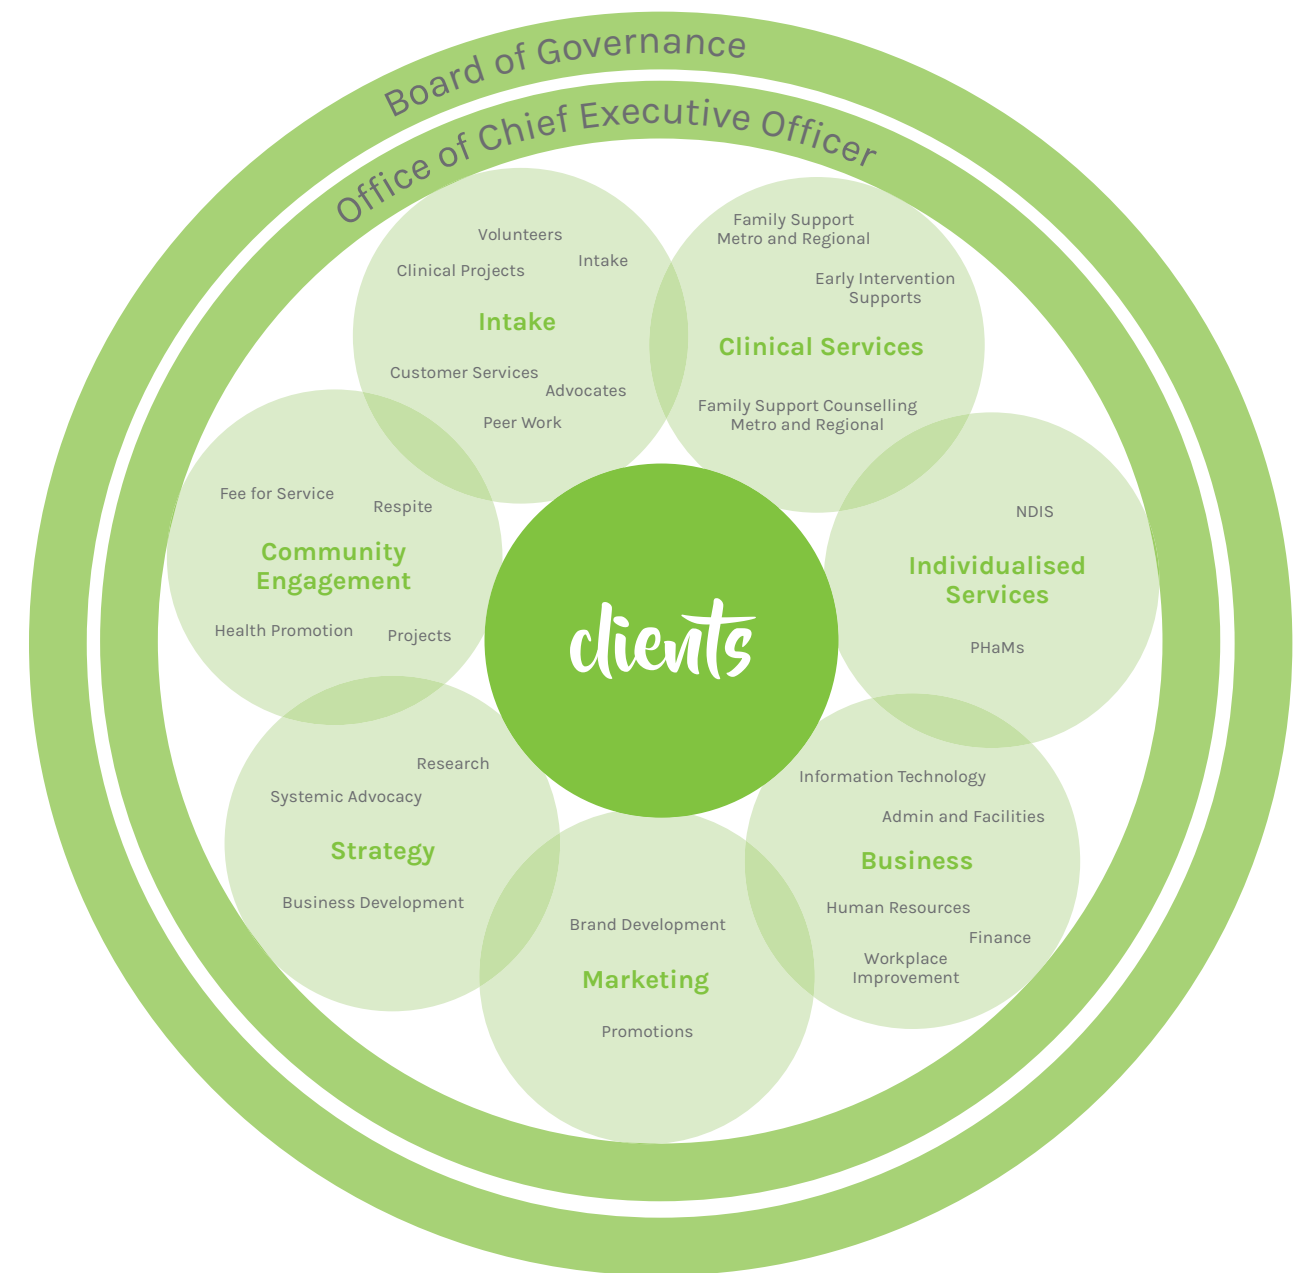 Board of Governance
Office of Chief Executive Officer
Volunteers
Intake
Clinical Projects
Intake
Customer Services
Advocates
Peer Work
Family Support
Metro and Regional
Early Intervention
Supports
Clinical Services
Family Support Counselling
Metro and Regional
Fee for Service
Respite
Community
Engagement
Health Promotion
Projects
clients
NDIS
Individualised
Services
PHaMs
Research
Systemic Advocacy
Strategy
Business Development
Brand Development
Marketing
Promotions
Information Technology
Admin and Facilities
Business
Human Resources
Finance
Workplace
Improvement